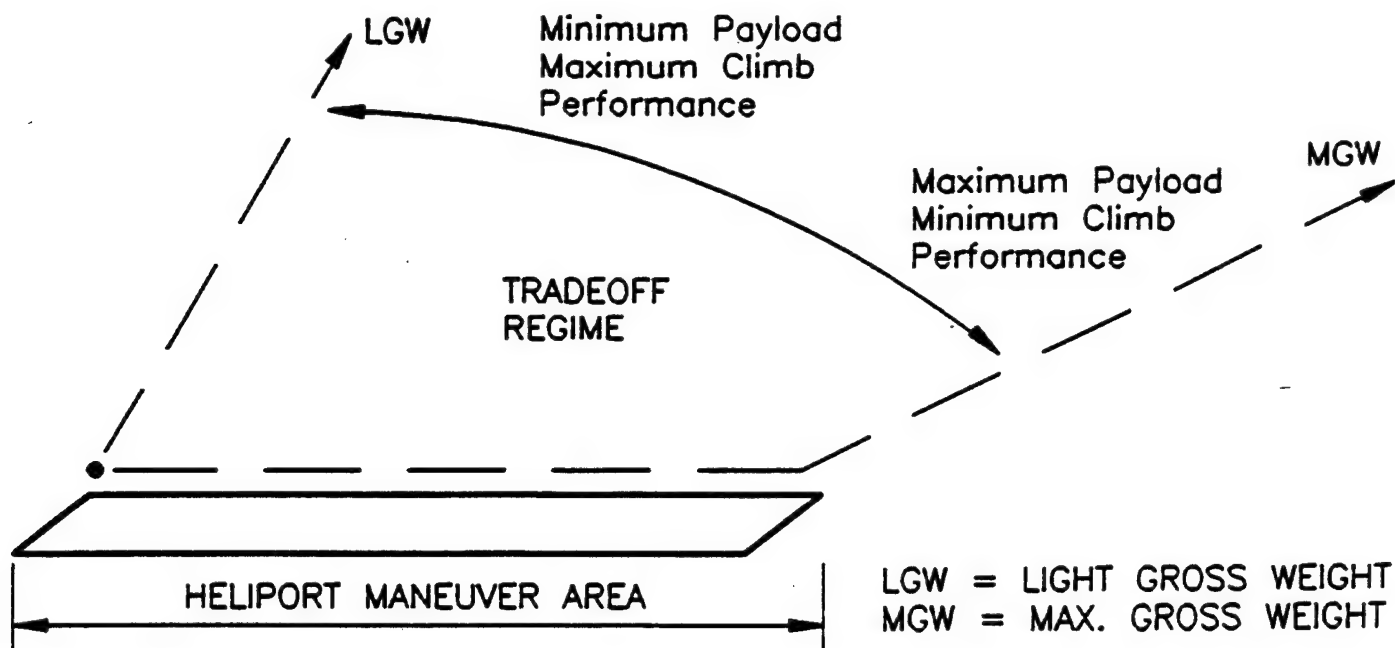 LGW
Minimum Payload
Maximum Climb
Performance
MGW
Maximum Payload
Minimum Climb
Performance
TRADEOFF
REGIME
HELIPORT MANEUVER AREA
LGW = LIGHT GROSS WEIGHT
MGW = MAX. GROSS WEIGHT